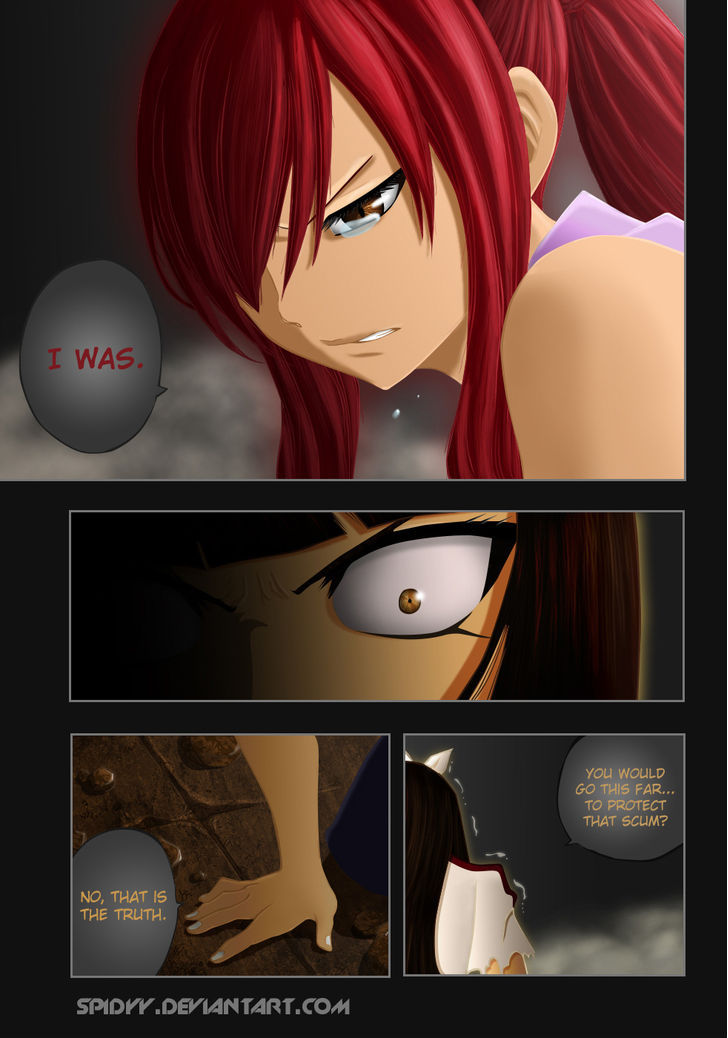 I WAS.
YOU WOULD
GO THIS FAR...
TO PROTECT
THAT SCUM?
NO, THAT IS
THE TRUTH.
SPIDYY.DEVIANTART.COM